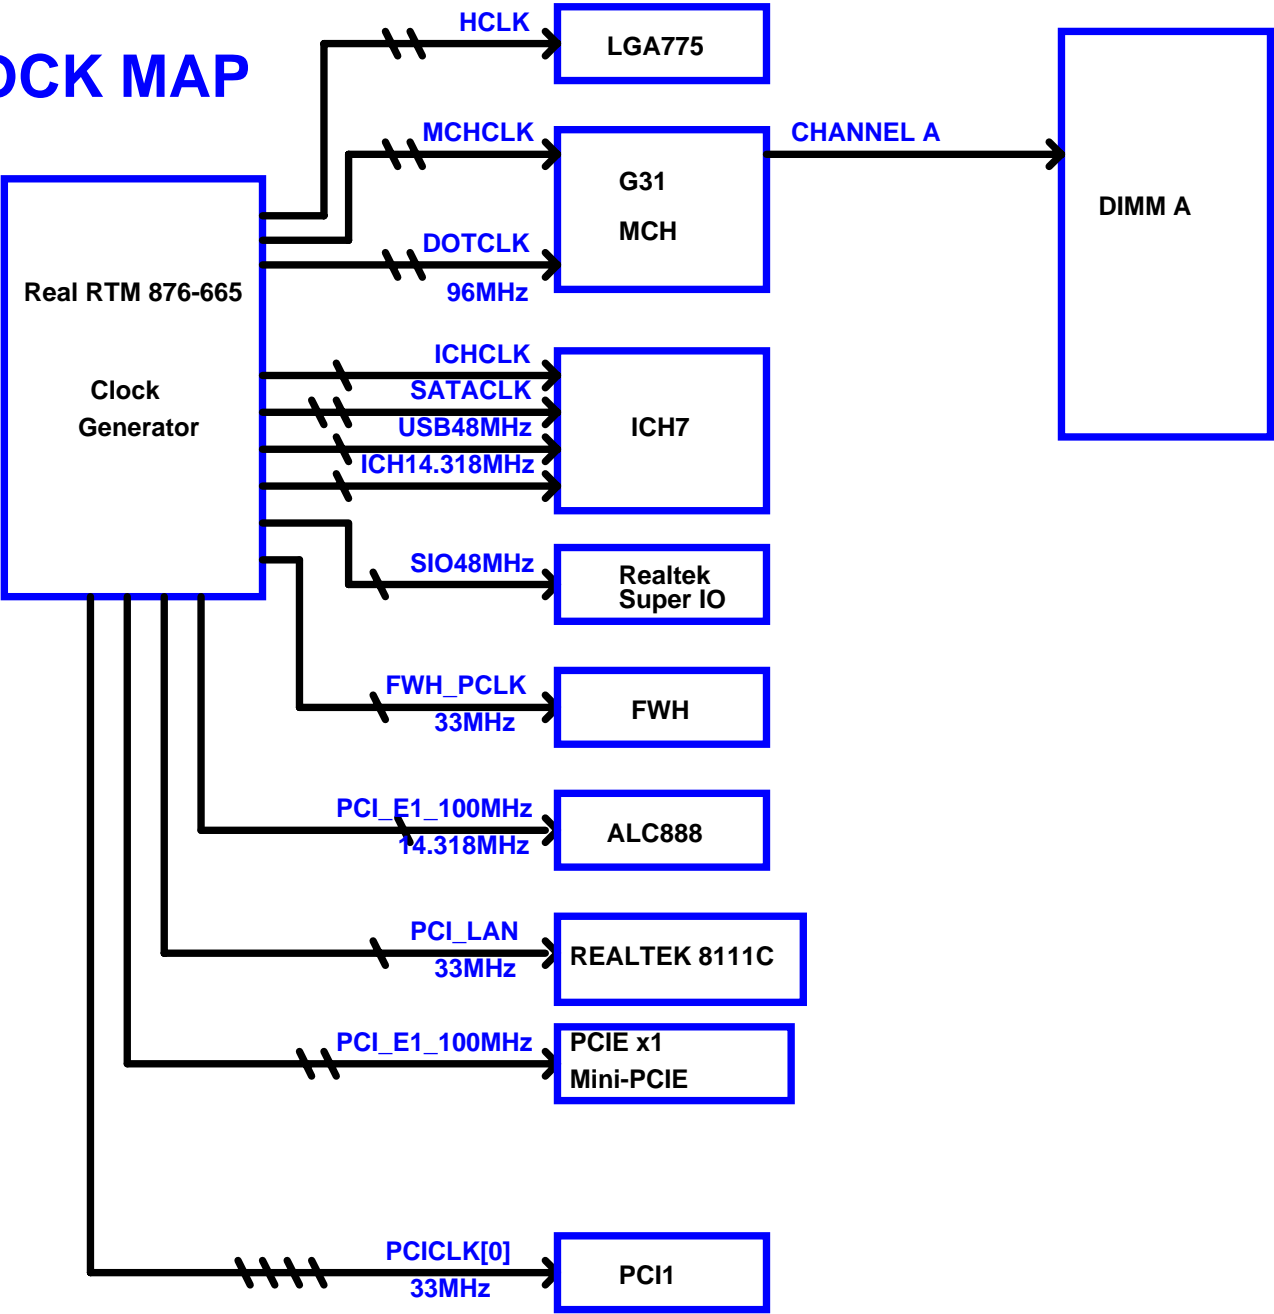 OCK MAP
HCLK
LGA775
MCHCLK
G31
MCH
CHANNEL A
DIMM A
DOTCLK
96MHz
Real RTM 876-665
Clock
Generator
ICHCLK
SATACLK
USB48MHz
ICH14.318MHz
ICH7
SIO48MHz
Realtek
Super IO
FWH_PCLK
33MHz
FWH
PCI_E1_100MHz
14.318MHz
ALC888
PCI_LAN
33MHz
REALTEK 8111C
PCI_E1_100MHz
PCIE x1
Mini-PCIE
PCICLK[0]
33MHz
PCI1